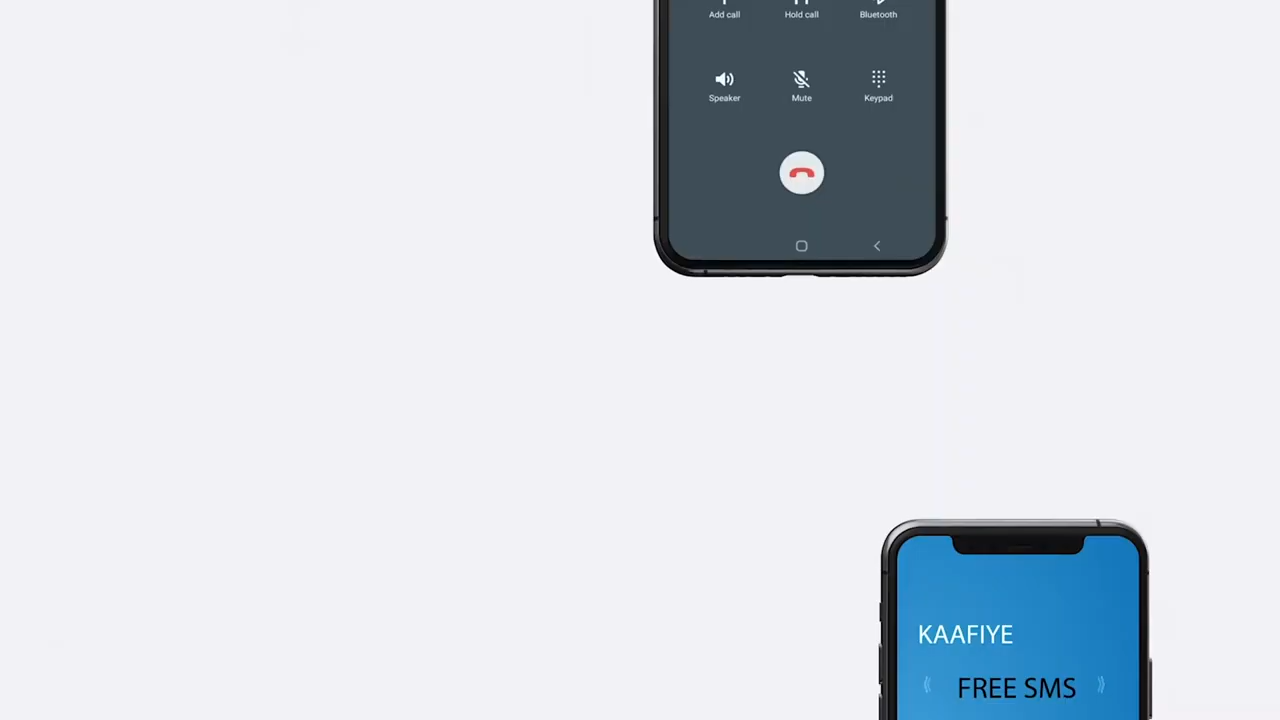 Add call Hold call Bluetooth
Speaker Mute Keypad
KAAFIYE
FREE SMS